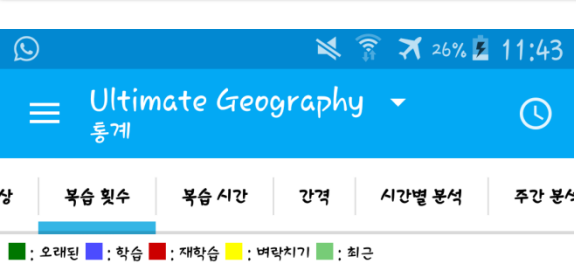 26% 11:43
Ultimate Geography
통계
상 복습 횟수 복습 시간 간격 시간별 분석 주간 분석
: 오래된 : 학습 : 재학습 : 벼락치기 : 최근